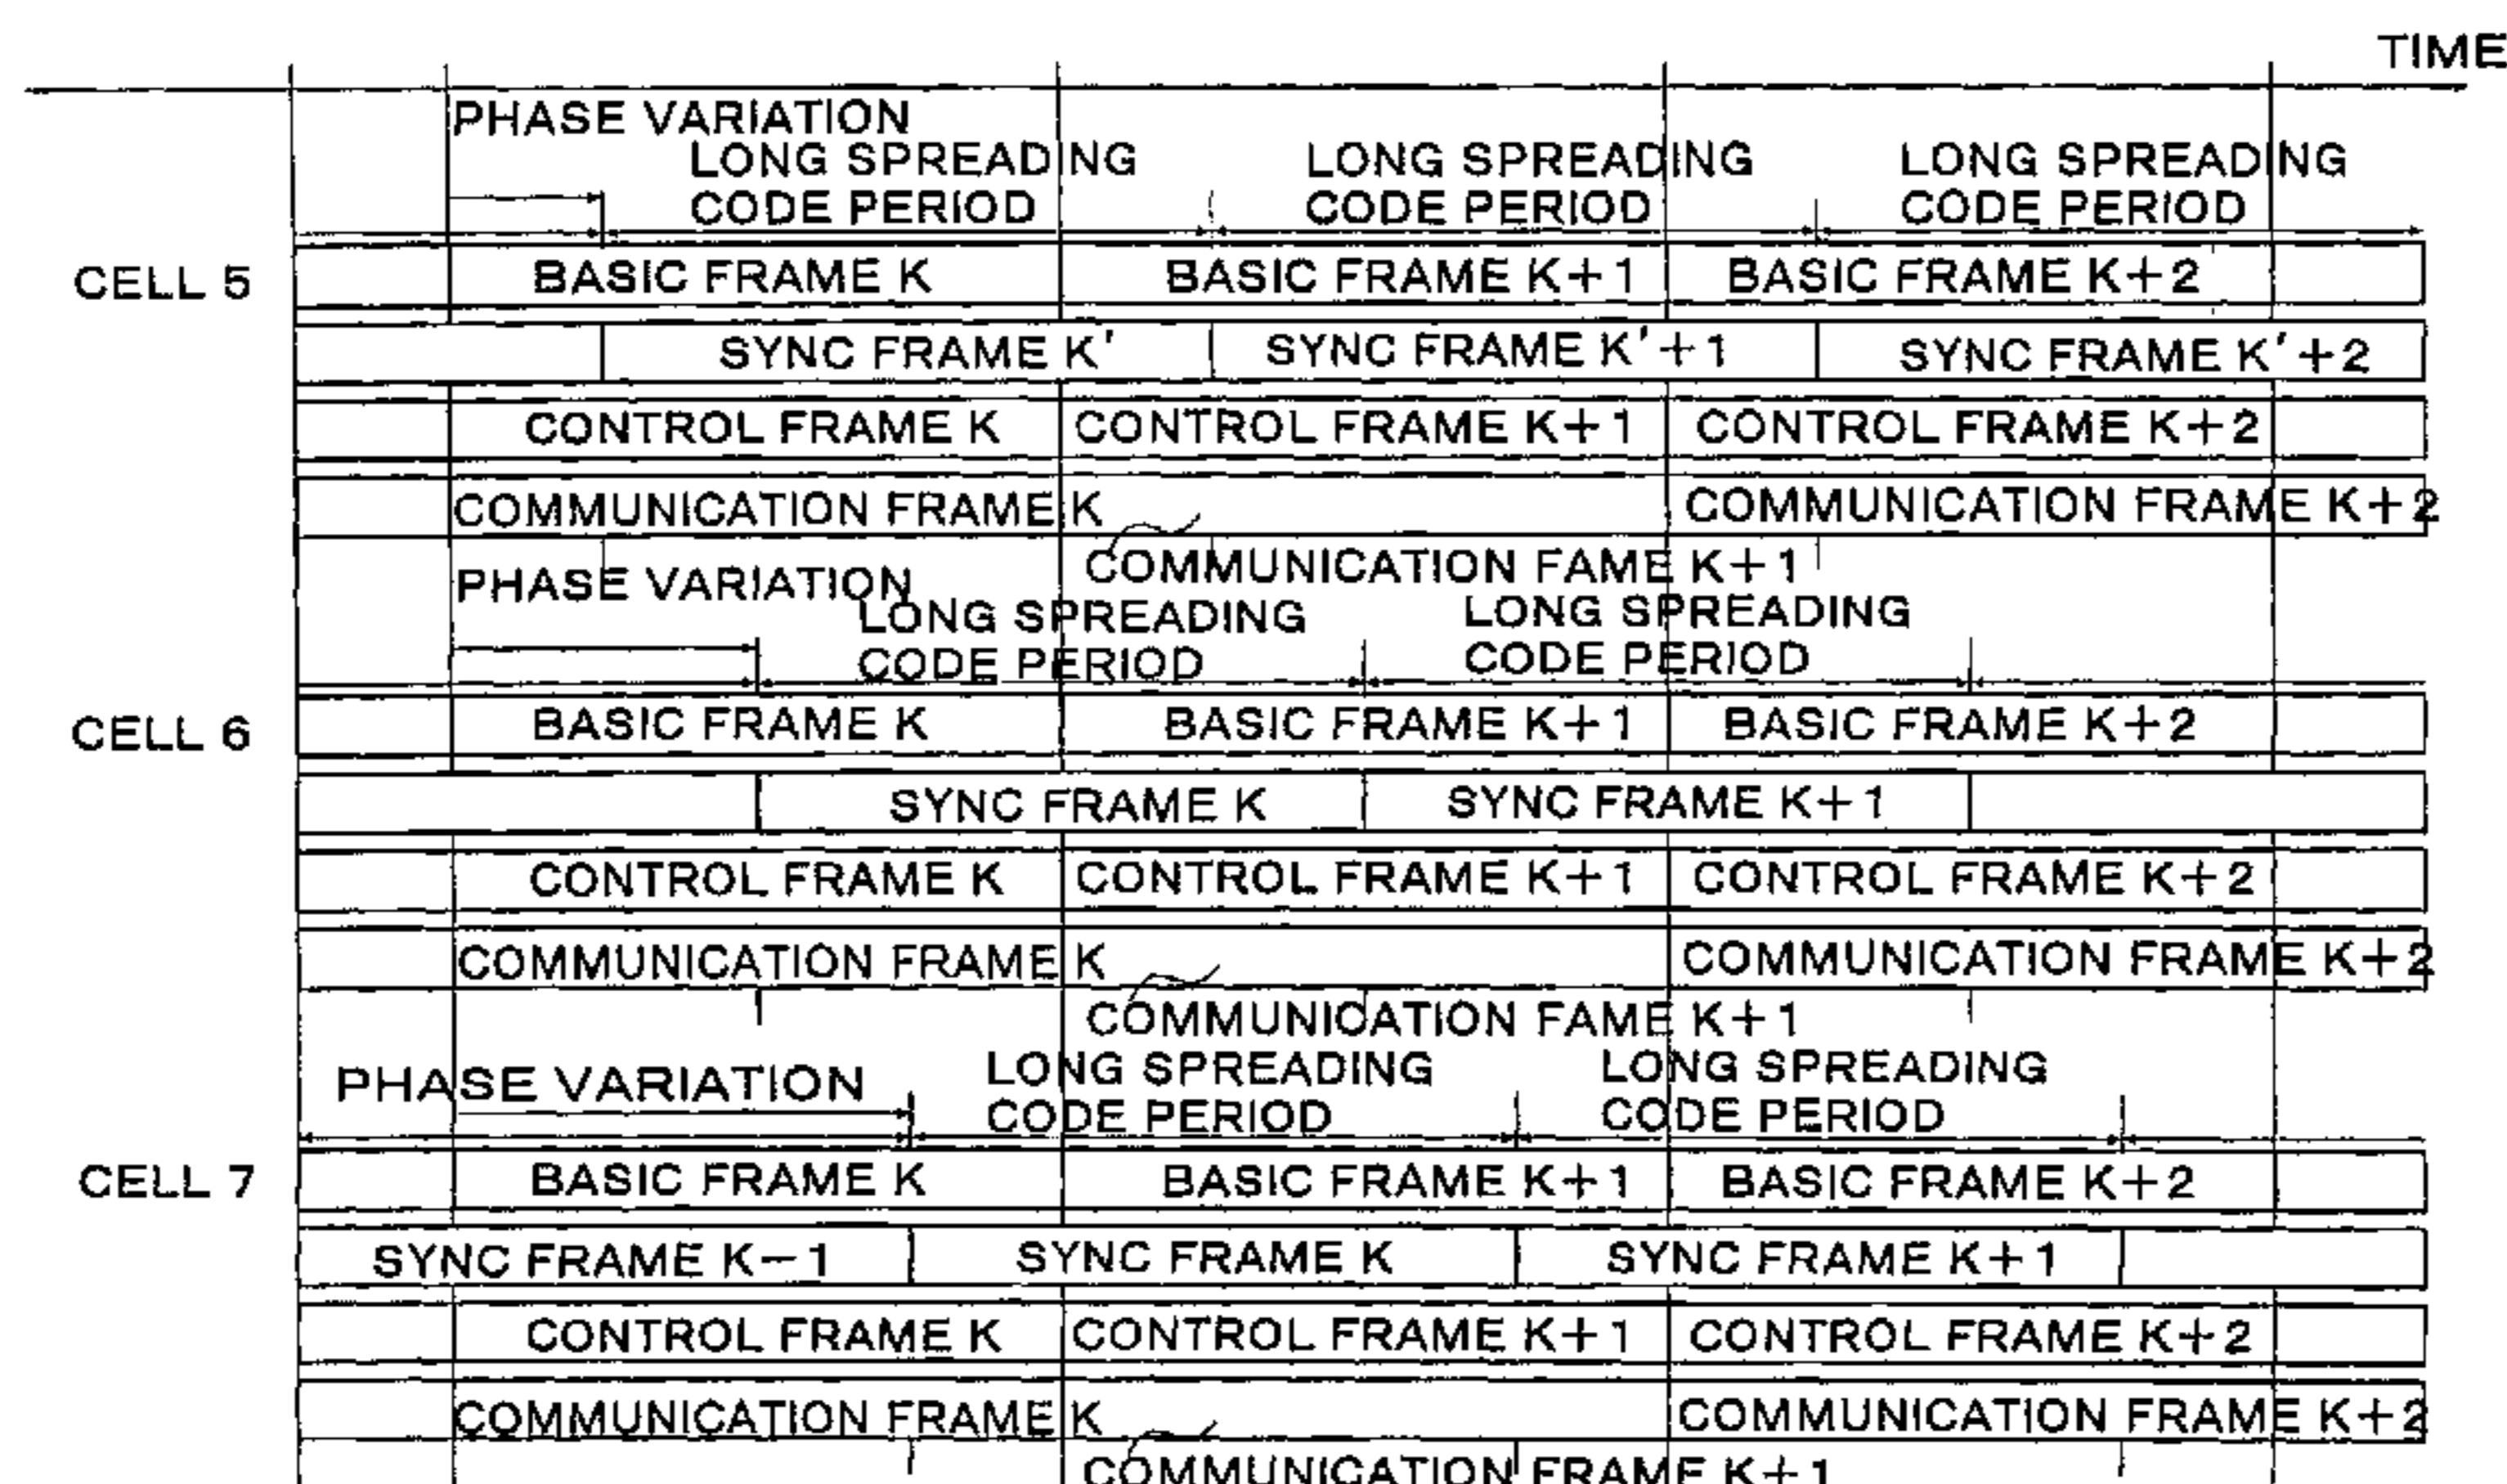 TIME
PHASE VARIATION
LONG SPREADING LONG SPREADING LONG SPREADING
CODE PERIOD CODE PERIOD CODE PERIOD
CELL 5 BASIC FRAME K BASIC FRAME K+1 BASIC FRAME K+2
SYNC FRAME K' SYNC FRAME K'+1 SYNC FRAME K'+2
CONTROL FRAME K CONTROL FRAME K+1 CONTROL FRAME K+2
COMMUNICATION FRAME K COMMUNICATION FRAME K+2
COMMUNICATION FAME K+1
PHASE VARIATION
LONG SPREADING LONG SPREADING
CODE PERIOD CODE PERIOD
CELL 6 BASIC FRAME K BASIC FRAME K+1 BASIC FRAME K+2
SYNC FRAME K SYNC FRAME K+1
CONTROL FRAME K CONTROL FRAME K+1 CONTROL FRAME K+2
COMMUNICATION FRAME K COMMUNICATION FRAME K+2
COMMUNICATION FAME K+1
LONG SPREADING LONG SPREADING
PHASE VARIATION CODE PERIOD CODE PERIOD
CELL 7 BASIC FRAME K BASIC FRAME K+1 BASIC FRAME K+2
SYNC FRAME K-1 SYNC FRAME K SYNC FRAME K+1
CONTROL FRAME K CONTROL FRAME K+1 CONTROL FRAME K+2
COMMUNICATION FRAME K COMMUNICATION FRAME K+2
COMMUNICATION FRAME K+1